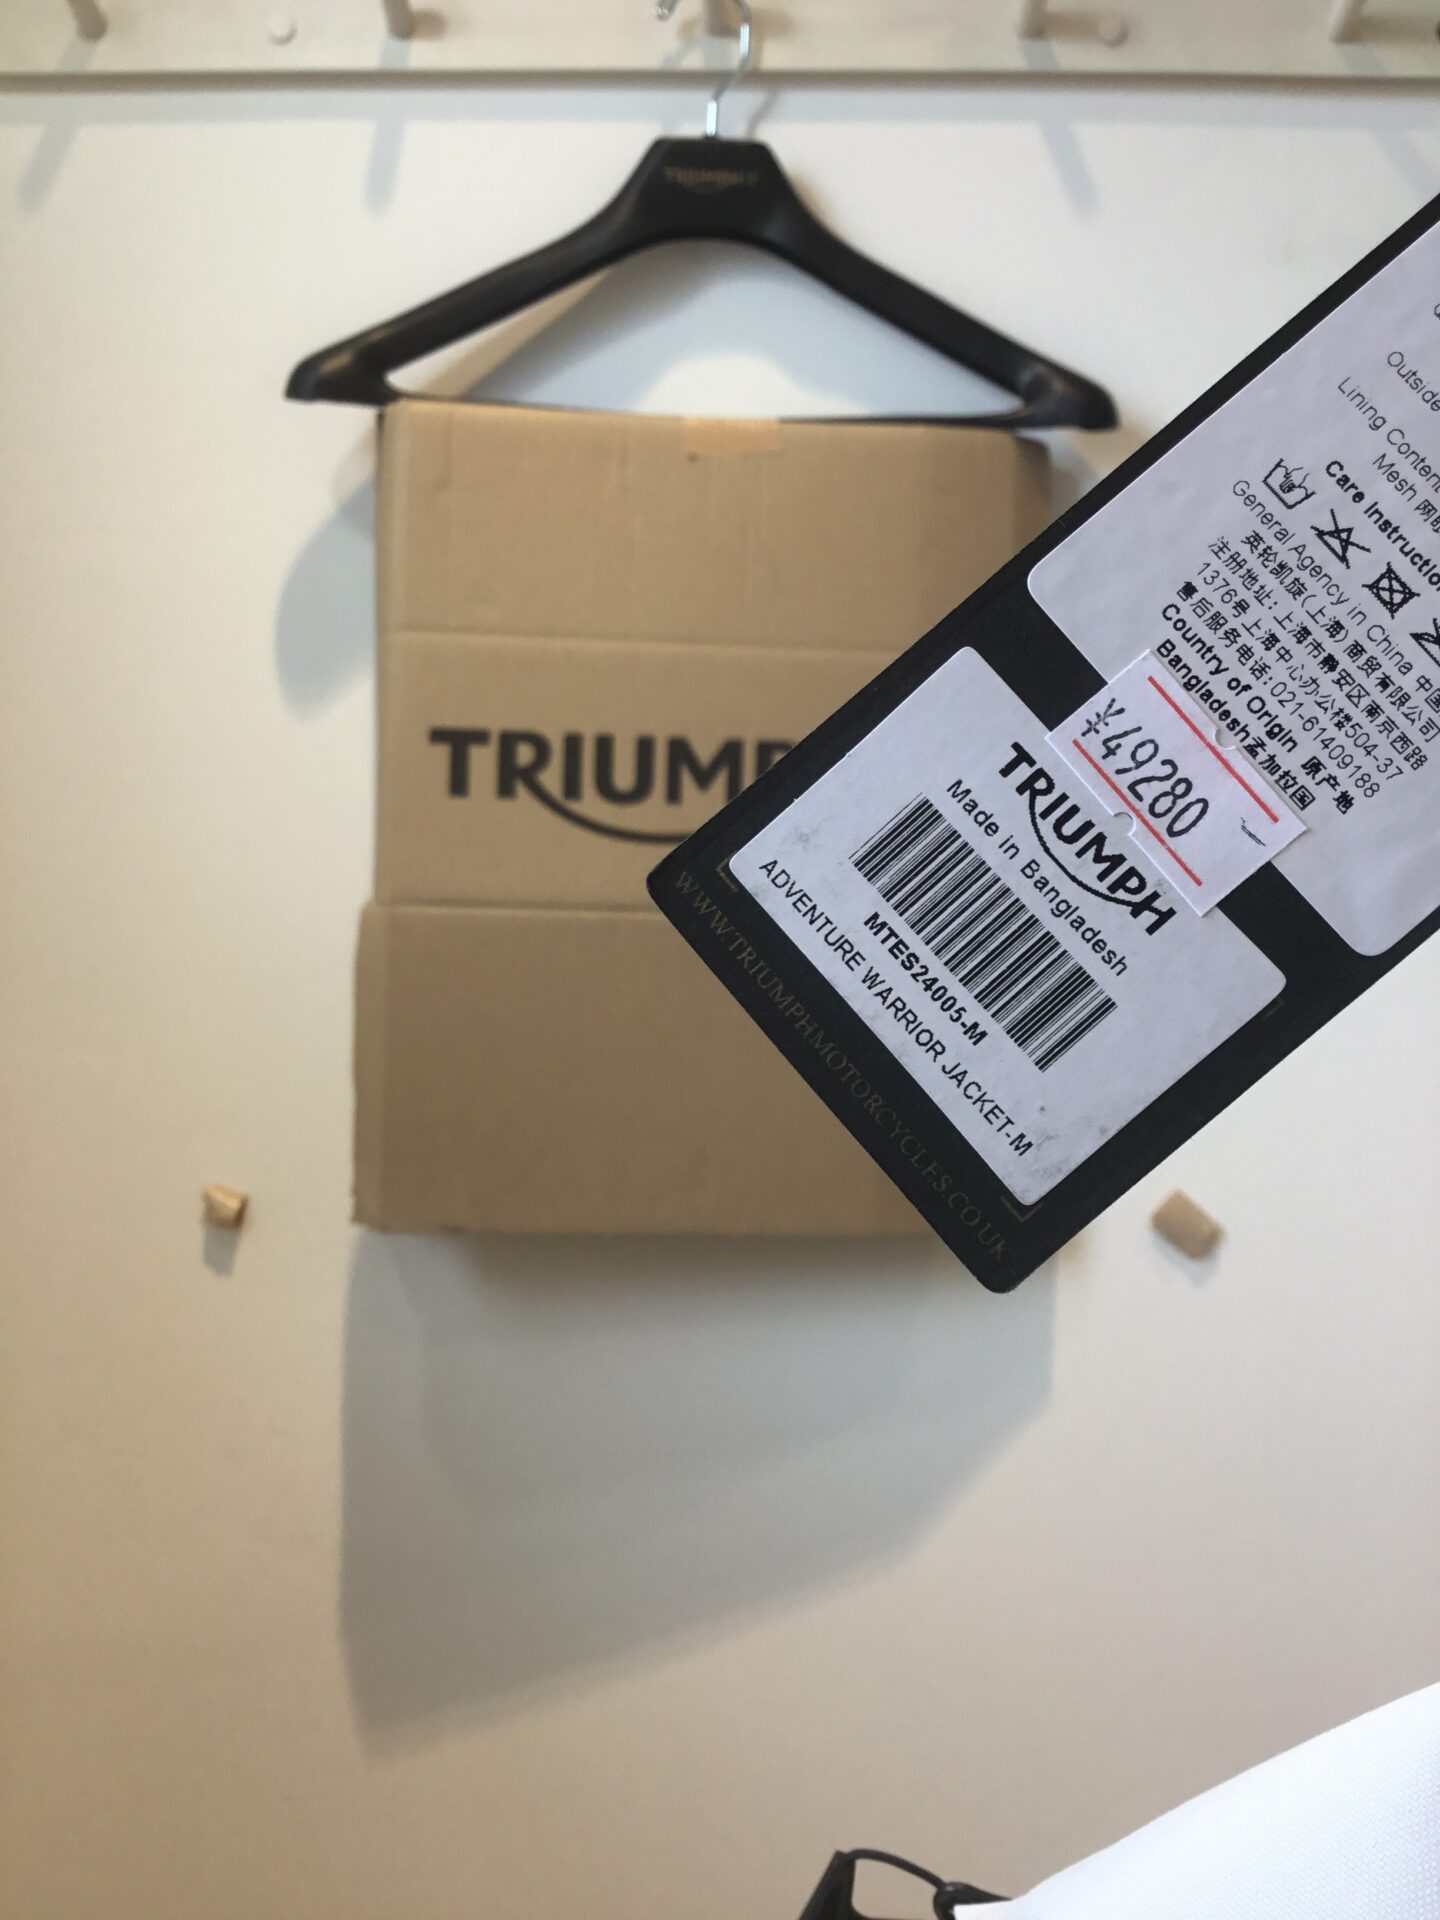 TRIUMPH
TRIUMP
Outside
Lining Content
Mesh 网眼
Care Instruction
General Agency in China 中国
英轮凯旋(上海)商贸有限公司
注册地址：上海市静安区南京西路
1376号上海中心办公楼504-37
售后服务电话：021-61409188
Country of Origin 原产地
Bangladesh孟加拉国
¥49280
TRIUMPH
Made in Bangladesh
MTES24005-M
ADVENTURE WARRIOR JACKET-M
WWW.TRIUMPHMOTORCYCLES.CO.UK